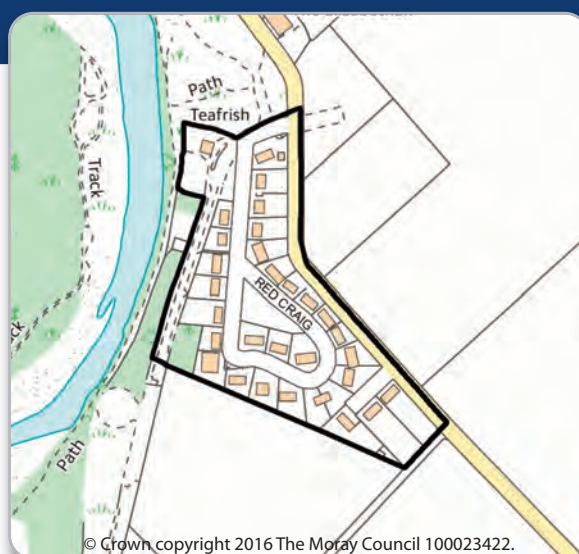 Path
Teafrish
Track
RED CRAIG
Path
© Crown copyright 2016 The Moray Council 100023422.